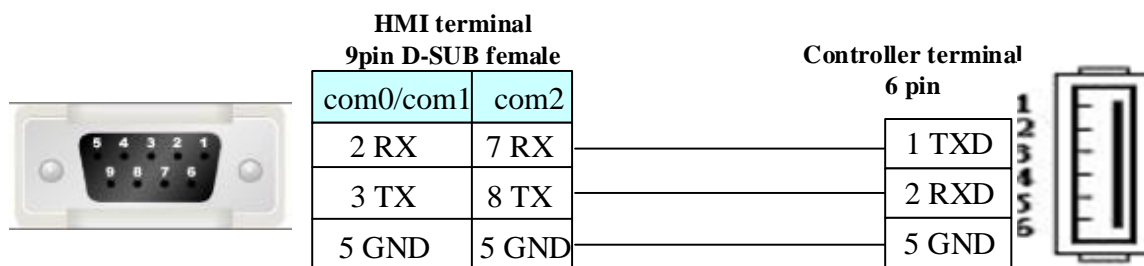 HMI terminal
9pin D-SUB female
Controller terminal
6 pin
com0/com1 com2
2 RX 7 RX 1 TXD
3 TX 8 TX 2 RXD
5 GND 5 GND 5 GND
5 4 3 2 1
9 8 7 6
1
2
3
4
5
6